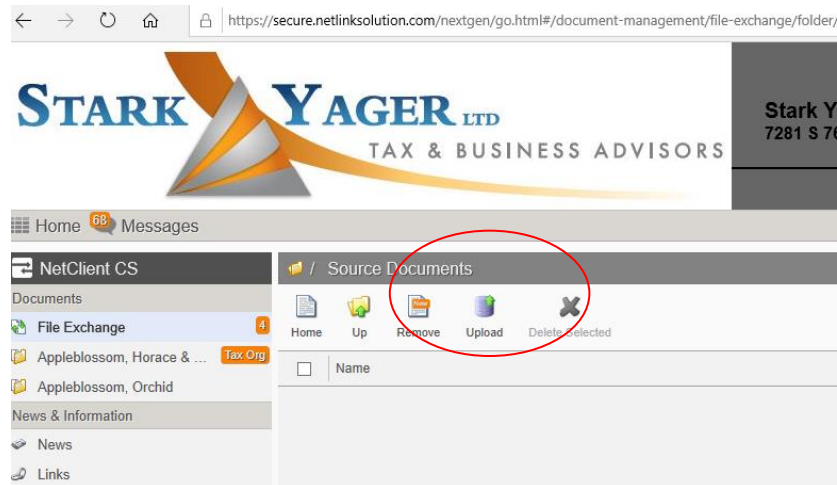 https://secure.netlinksolution.com/nextgen/go.html#/document-management/file-exchange/folder/
STARK YAGER LTD
TAX & BUSINESS ADVISORS
Stark Y
7281 S 76
Home 68 Messages
NetClient CS
/ Source Documents
Documents
File Exchange 4
Appleblossom, Horace & ... Tax Org
Appleblossom, Orchid
News & Information
News
Links
New
Home Up Remove Upload Delete Selected
Name